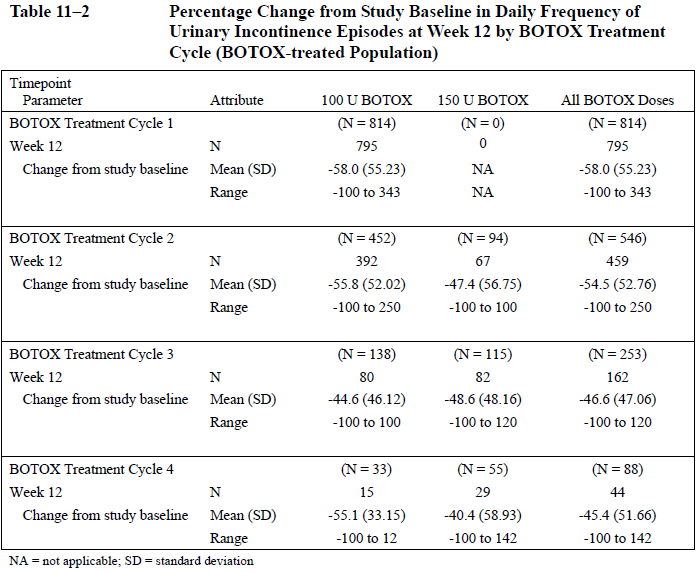 Table 11–2 Percentage Change from Study Baseline in Daily Frequency of
Urinary Incontinence Episodes at Week 12 by BOTOX Treatment
Cycle (BOTOX-treated Population)
Timepoint
Parameter Attribute 100 U BOTOX 150 U BOTOX All BOTOX Doses
BOTOX Treatment Cycle 1 (N = 814) (N = 0) (N = 814)
Week 12 N 795 0 795
Change from study baseline Mean (SD) -58.0 (55.23) NA -58.0 (55.23)
Range -100 to 343 NA -100 to 343
BOTOX Treatment Cycle 2 (N = 452) (N = 94) (N = 546)
Week 12 N 392 67 459
Change from study baseline Mean (SD) -55.8 (52.02) -47.4 (56.75) -54.5 (52.76)
Range -100 to 250 -100 to 100 -100 to 250
BOTOX Treatment Cycle 3 (N = 138) (N = 115) (N = 253)
Week 12 N 80 82 162
Change from study baseline Mean (SD) -44.6 (46.12) -48.6 (48.16) -46.6 (47.06)
Range -100 to 100 -100 to 120 -100 to 120
BOTOX Treatment Cycle 4 (N = 33) (N = 55) (N = 88)
Week 12 N 15 29 44
Change from study baseline Mean (SD) -55.1 (33.15) -40.4 (58.93) -45.4 (51.66)
Range -100 to 12 -100 to 142 -100 to 142
NA = not applicable; SD = standard deviation